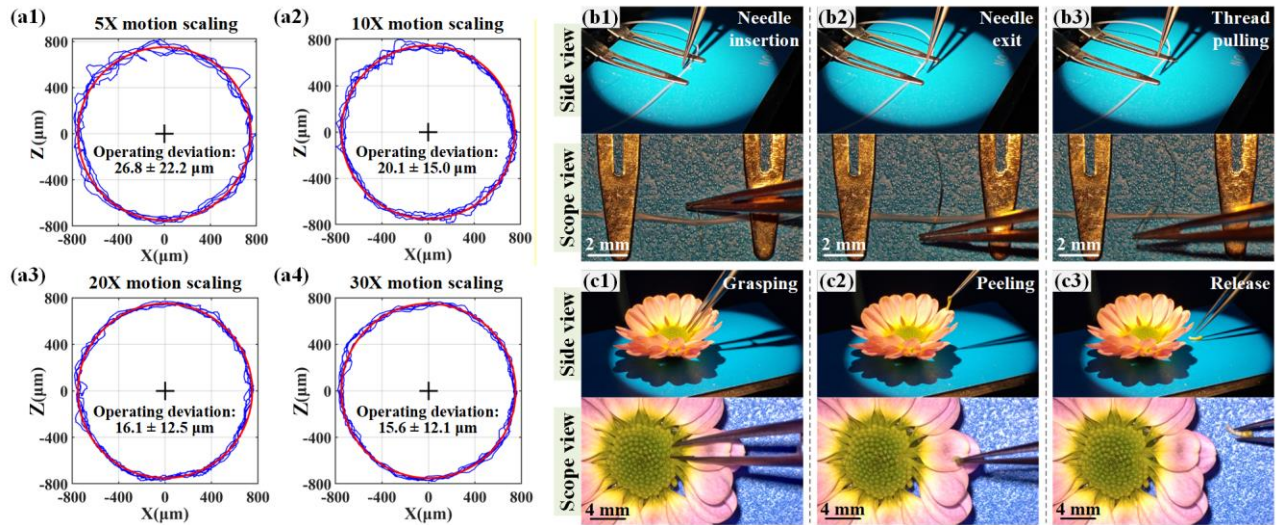 (a1)
5X motion scaling
800
400
0
-400
-800
Z(µm)
Operating deviation:
26.8 ± 22.2 µm
-800 -400 0 400 800
X(µm)
(a2)
10X motion scaling
800
400
0
-400
-800
Z(µm)
Operating deviation:
20.1 ± 15.0 µm
-800 -400 0 400 800
X(µm)
(a3)
20X motion scaling
800
400
0
-400
-800
Z(µm)
Operating deviation:
16.1 ± 12.5 µm
-800 -400 0 400 800
X(µm)
(a4)
30X motion scaling
800
400
0
-400
-800
Z(µm)
Operating deviation:
15.6 ± 12.1 µm
-800 -400 0 400 800
X(µm)
Side view
(b1)
Needle
insertion
(b2)
Needle
exit
(b3)
Thread
pulling
Scope view
2 mm
2 mm
2 mm
Side view
(c1)
Grasping
(c2)
Peeling
(c3)
Release
Scope view
4 mm
4 mm
4 mm